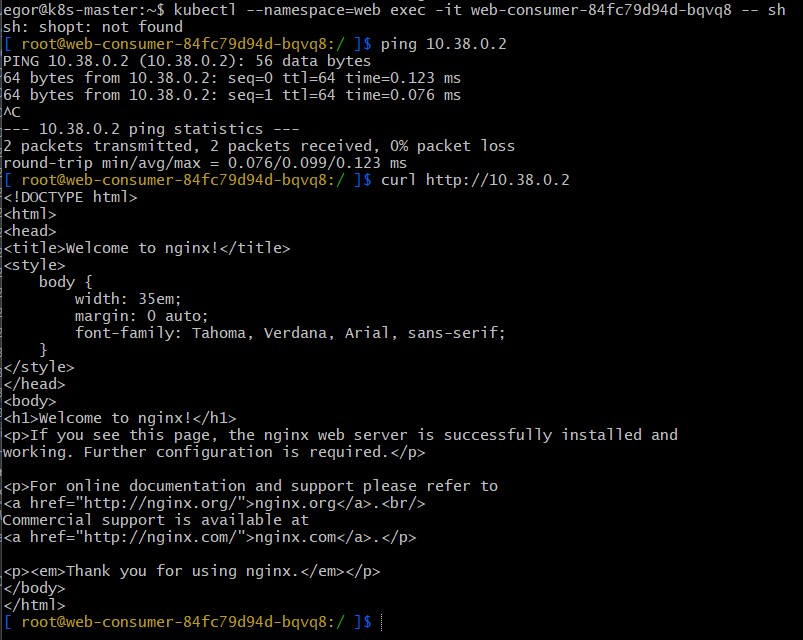 egor@k8s-master:~$ kubectl --namespace=web exec -it web-consumer-84fc79d94d-bqvq8 -- sh
sh: shopt: not found
[ root@web-consumer-84fc79d94d-bqvq8:/ ]$ ping 10.38.0.2
PING 10.38.0.2 (10.38.0.2): 56 data bytes
64 bytes from 10.38.0.2: seq=0 ttl=64 time=0.123 ms
64 bytes from 10.38.0.2: seq=1 ttl=64 time=0.076 ms
^C
--- 10.38.0.2 ping statistics ---
2 packets transmitted, 2 packets received, 0% packet loss
round-trip min/avg/max = 0.076/0.099/0.123 ms
[ root@web-consumer-84fc79d94d-bqvq8:/ ]$ curl http://10.38.0.2
<!DOCTYPE html>
<html>
<head>
<title>Welcome to nginx!</title>
<style>
    body {
        width: 35em;
        margin: 0 auto;
        font-family: Tahoma, Verdana, Arial, sans-serif;
    }
</style>
</head>
<body>
<h1>Welcome to nginx!</h1>
<p>If you see this page, the nginx web server is successfully installed and
working. Further configuration is required.</p>

<p>For online documentation and support please refer to
<a href="http://nginx.org/">nginx.org</a>.<br/>
Commercial support is available at
<a href="http://nginx.com/">nginx.com</a>.</p>

<p><em>Thank you for using nginx.</em></p>
</body>
</html>
[ root@web-consumer-84fc79d94d-bqvq8:/ ]$